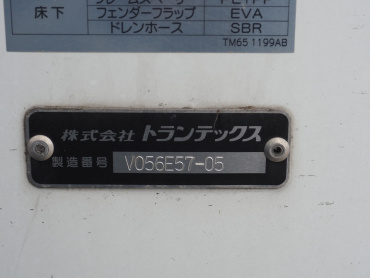 床下
フェンダーフラップ EVA
ドレンホース SBR
TM65 1199AB
株式会社 トランテックス
製造番号 V056E57-05